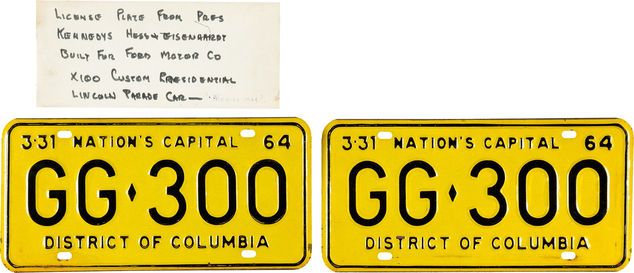 LICENSE PLATE FROM PRES
KENNEDYS HESS & EISENHARDT
BUILT FOR FORD MOTOR CO
X100 CUSTOM PRESIDENTIAL
LINCOLN PARADE CAR —
3·31 NATION'S CAPITAL 64
GG♦300
DISTRICT OF COLUMBIA
3·31 NATION'S CAPITAL 64
GG♦300
DISTRICT OF COLUMBIA